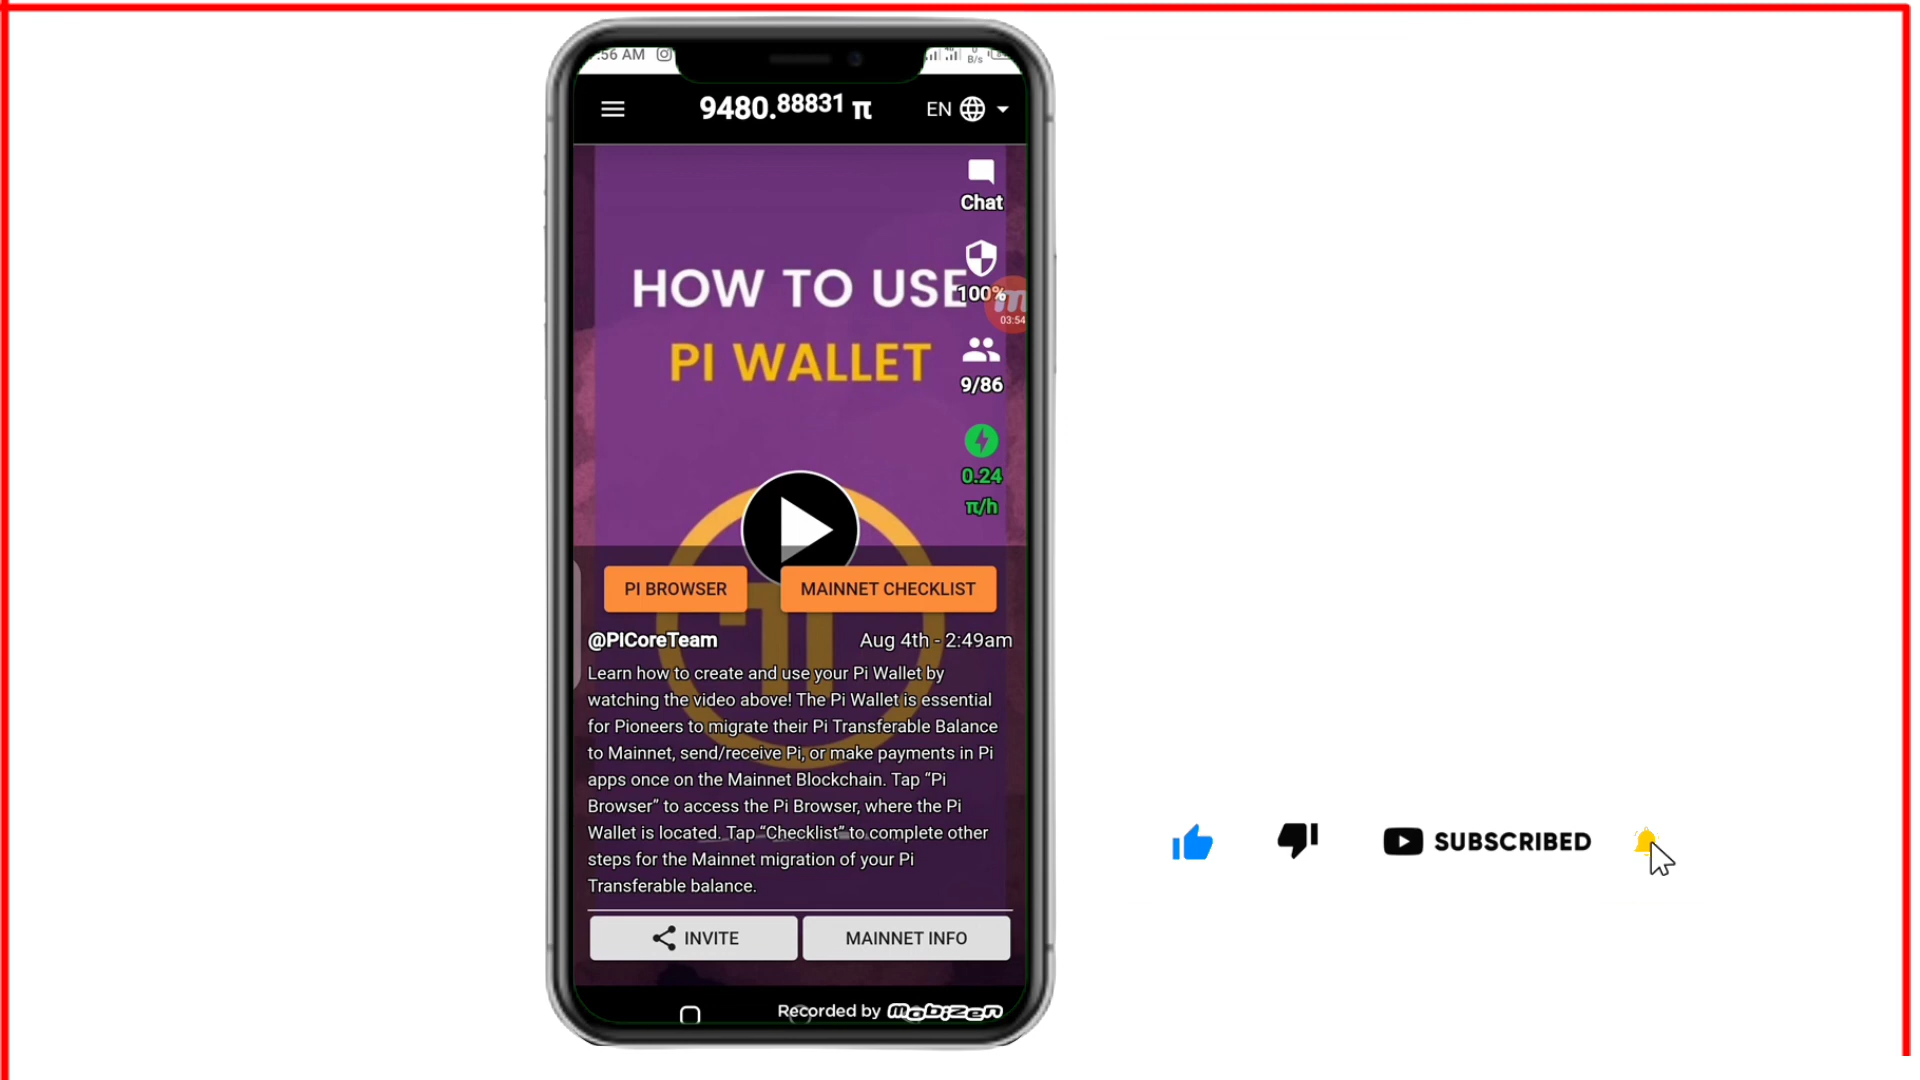 :56 AM
B/s
9480.88831 π
EN
Chat
HOW TO USE
100%
03:54
PI WALLET
9/86
0.24
π/h
PI BROWSER
MAINNET CHECKLIST
@PiCoreTeam
Aug 4th - 2:49am
Learn how to create and use your Pi Wallet by
watching the video above! The Pi Wallet is essential
for Pioneers to migrate their Pi Transferable Balance
to Mainnet, send/receive Pi, or make payments in Pi
apps once on the Mainnet Blockchain. Tap “Pi
Browser” to access the Pi Browser, where the Pi
Wallet is located. Tap “Checklist” to complete other
steps for the Mainnet migration of your Pi
Transferable balance.
SUBSCRIBED
INVITE
MAINNET INFO
Recorded by mobizen